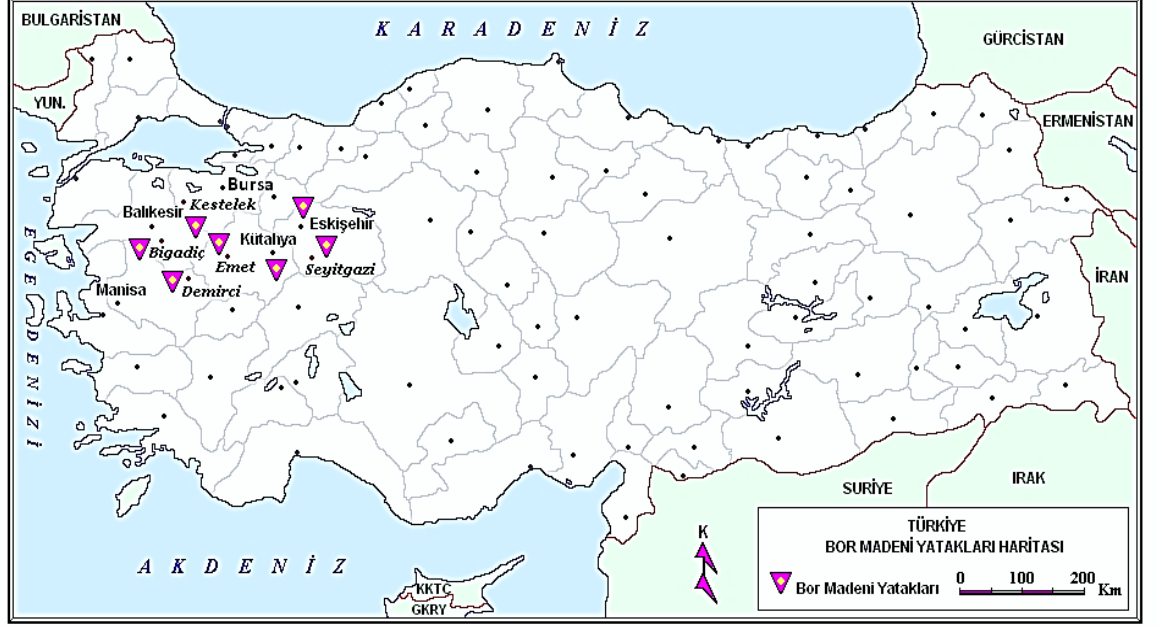 BULGARİSTAN
K A R A D E N İ Z
GÜRCİSTAN
YUN.
ERMENİSTAN
Bursa
Kestelek
Balıkesir
Eskişehir
Kütahya
Bigadiç
Emet
Seyitgazi
Demirci
Manisa
İRAN
E G E D E N İ Z İ
SURİYE
IRAK
A K D E N İ Z
KKTC
GKRY
K
TÜRKİYE
BOR MADENİ YATAKLARI HARİTASI
Bor Madeni Yatakları
0 100 200 Km